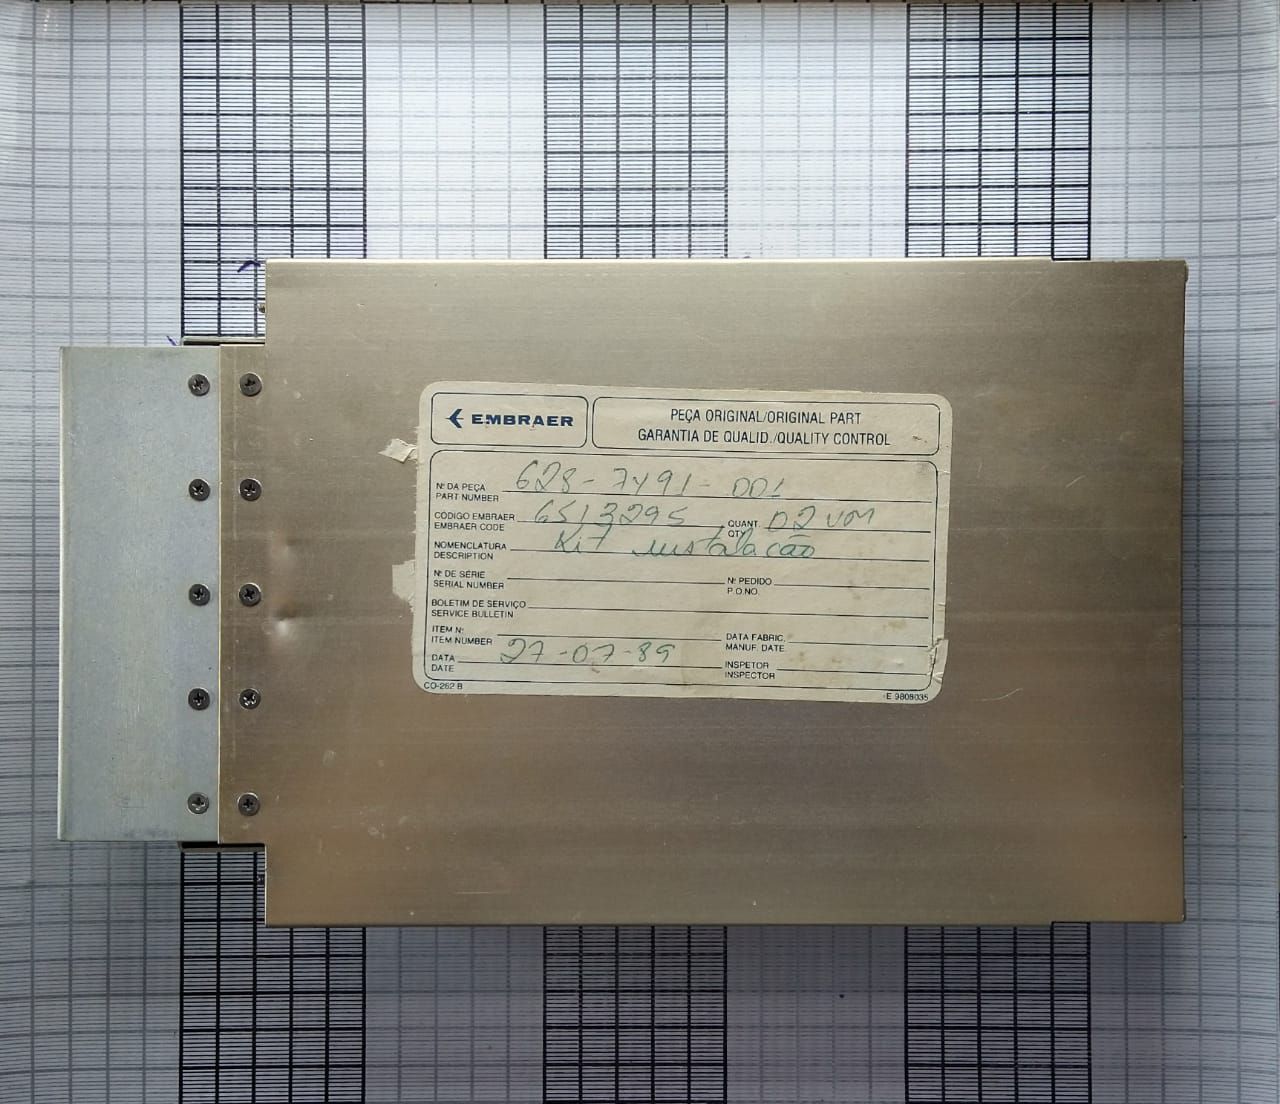 EMBRAER
PEÇA ORIGINAL/ORIGINAL PART
GARANTIA DE QUALID./QUALITY CONTROL
Nº DA PEÇA
PART NUMBER 628-7491-001
CÓDIGO EMBRAER
EMBRAER CODE 6513295
QUANT.
QTY 02
NOMENCLATURA
DESCRIPTION Kit instalação
Nº DE SÉRIE
SERIAL NUMBER
Nº PEDIDO
P.O.NO.
BOLETIM DE SERVIÇO
SERVICE BULLETIN
ITEM Nº
ITEM NUMBER
DATA FABRIC.
MANUF. DATE
DATA
DATE 27-07-89
INSPETOR
INSPECTOR
CO-262 B
E 9808035